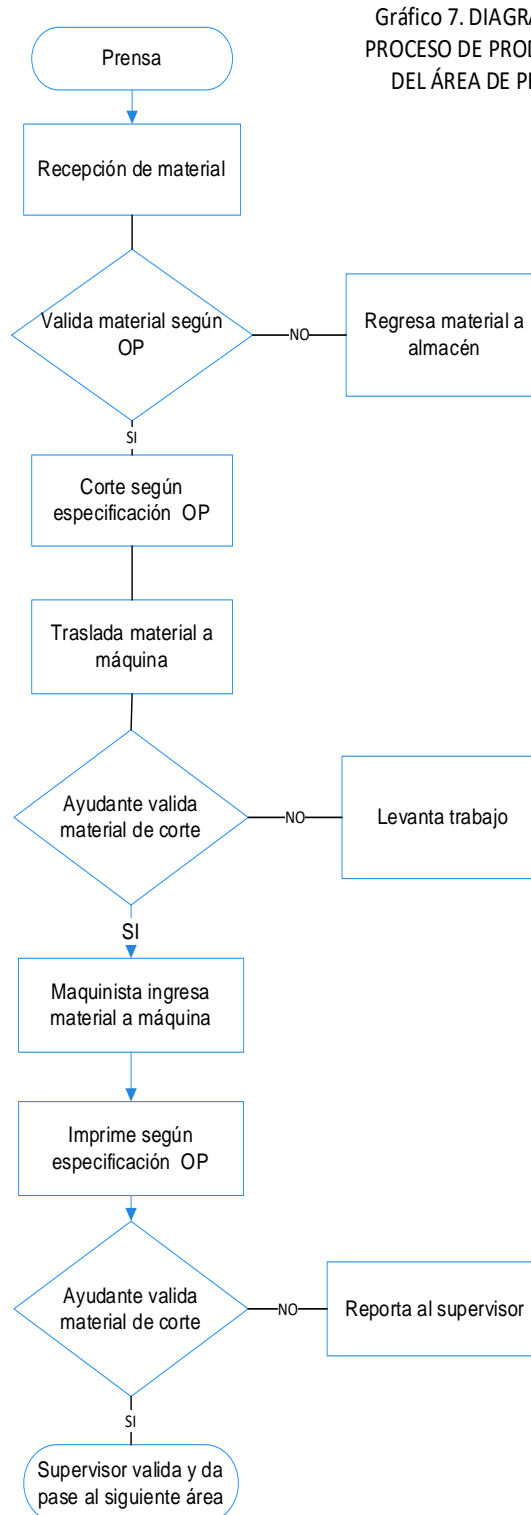 Gráfico 7. DIAGRA
PROCESO DE PROD
DEL ÁREA DE P
Prensa
Recepción de material
Valida material según
OP
NO
Regresa material a
almacén
SI
Corte según
especificación OP
Traslada material a
máquina
Ayudante valida
material de corte
NO
Levanta trabajo
SI
Maquinista ingresa
material a máquina
Imprime según
especificación OP
Ayudante valida
material de corte
NO
Reporta al supervisor
SI
Supervisor valida y da
pase al siguiente área